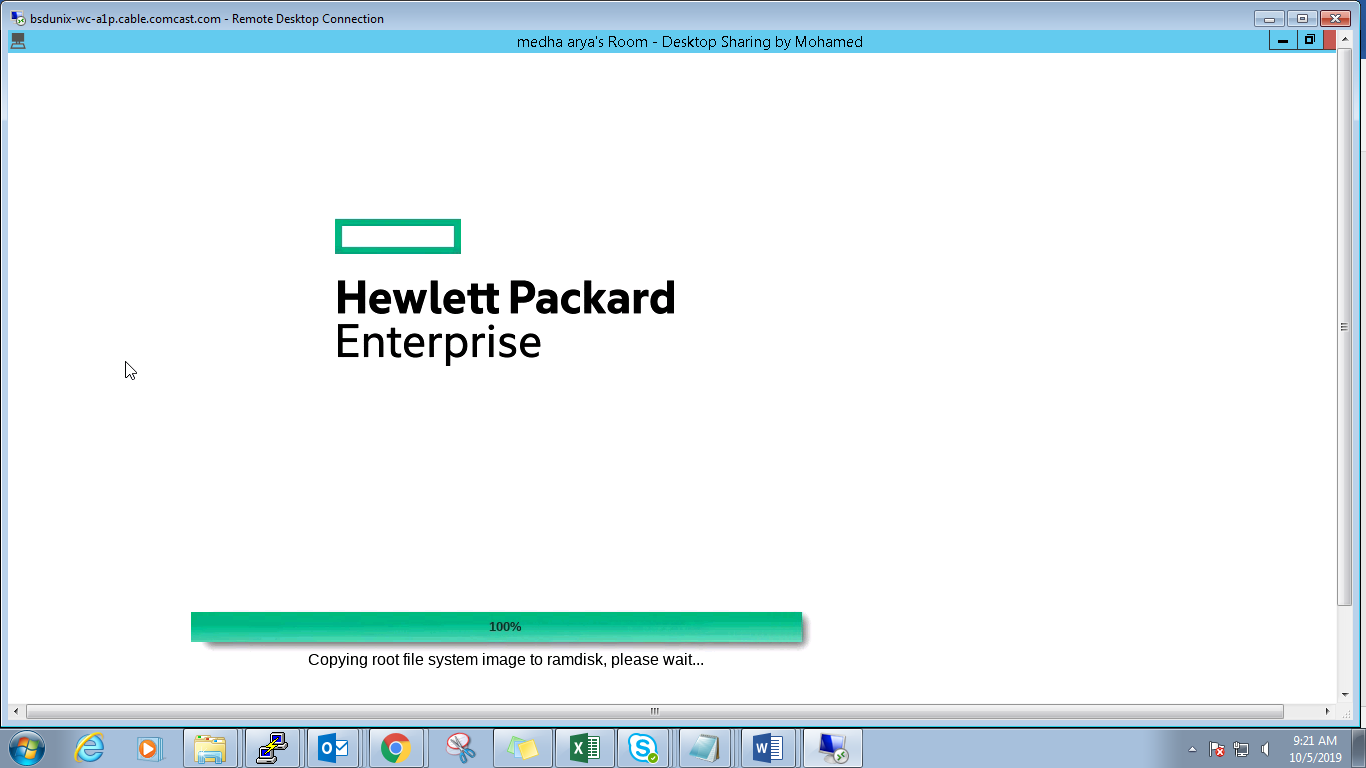 bsdunix-wc-a1p.cable.comcast.com - Remote Desktop Connection
medha arya's Room - Desktop Sharing by Mohamed
Hewlett Packard
Enterprise
100%
Copying root file system image to ramdisk, please wait...
9:21 AM
10/5/2019